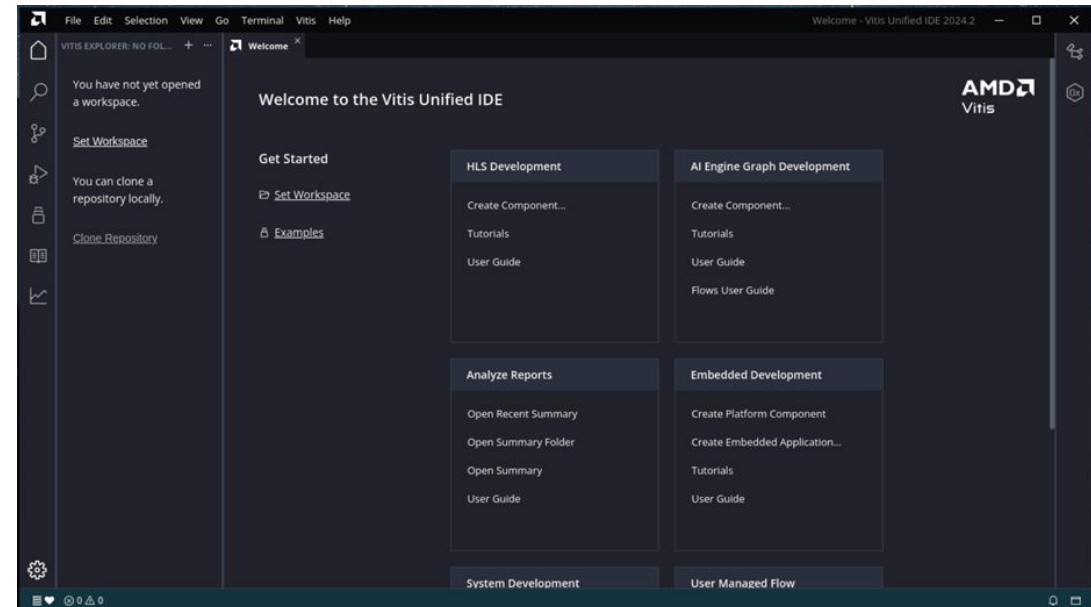 File Edit Selection View Go Terminal Vitis Help
Welcome - Vitis Unified IDE 2024.2
VITIS EXPLORER: NO FOL...
Welcome
You have not yet opened
a workspace.
Set Workspace
You can clone a
repository locally.
Clone Repository
Welcome to the Vitis Unified IDE
AMD
Vitis
Get Started
Set Workspace
Examples
HLS Development
Create Component...
Tutorials
User Guide
AI Engine Graph Development
Create Component...
Tutorials
User Guide
Flows User Guide
Analyze Reports
Open Recent Summary
Open Summary Folder
Open Summary
User Guide
Embedded Development
Create Platform Component
Create Embedded Application...
Tutorials
User Guide
System Development
User Managed Flow
0 0
0x